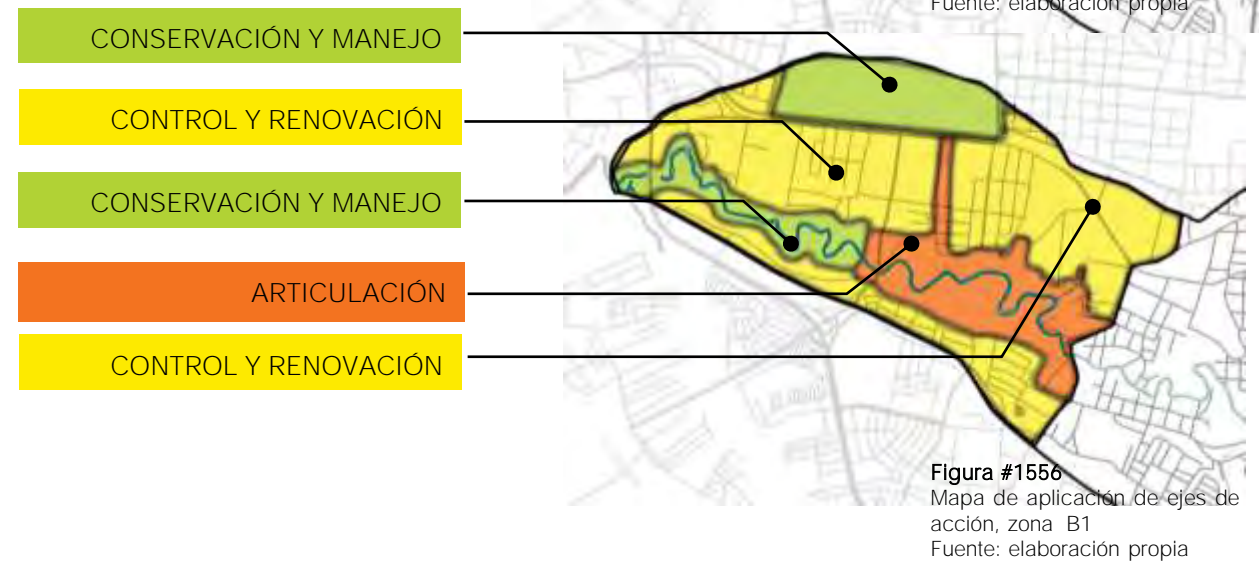 Fuente: elaboración propia
CONSERVACIÓN Y MANEJO
CONTROL Y RENOVACIÓN
CONSERVACIÓN Y MANEJO
ARTICULACIÓN
CONTROL Y RENOVACIÓN
Figura #1556
Mapa de aplicación de ejes de
acción, zona B1
Fuente: elaboración propia